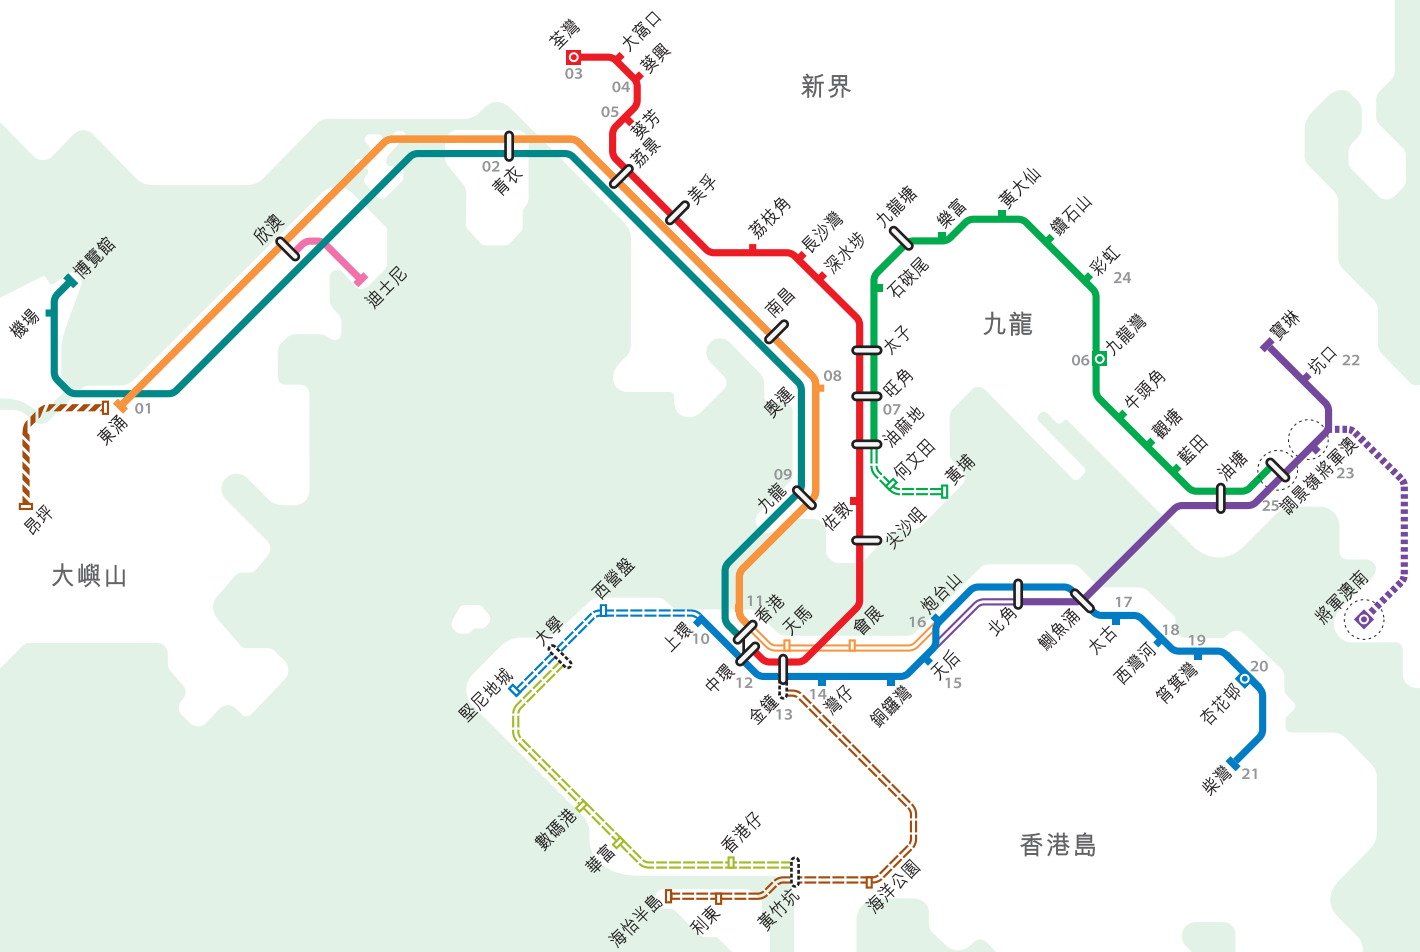 荃灣
03
大窩口
04
葵興
05
葵芳
荔景
新界
02
青衣
美孚
荔枝角
長沙灣
深水埗
九龍塘
樂富
黃大仙
鑽石山
彩虹
24
石硤尾
欣澳
迪士尼
博覽館
機場
南昌
太子
九龍
九龍灣
06
寶琳
坑口
22
08
奧運
旺角
07
油麻地
牛頭角
觀塘
藍田
油塘
01
東涌
何文田
黃埔
將軍澳
23
調景嶺
25
09
九龍
佐敦
尖沙咀
昂坪
大嶼山
西營盤
大學
堅尼地城
上環
10
11
香港
中環
12
天馬
金鐘
13
會展
14
灣仔
銅鑼灣
炮台山
16
天后
15
北角
鰂魚涌
17
太古
18
西灣河
19
筲箕灣
20
杏花邨
柴灣
21
將軍澳南
數碼港
華富
香港仔
香港島
海怡半島
利東
黃竹坑
海洋公園